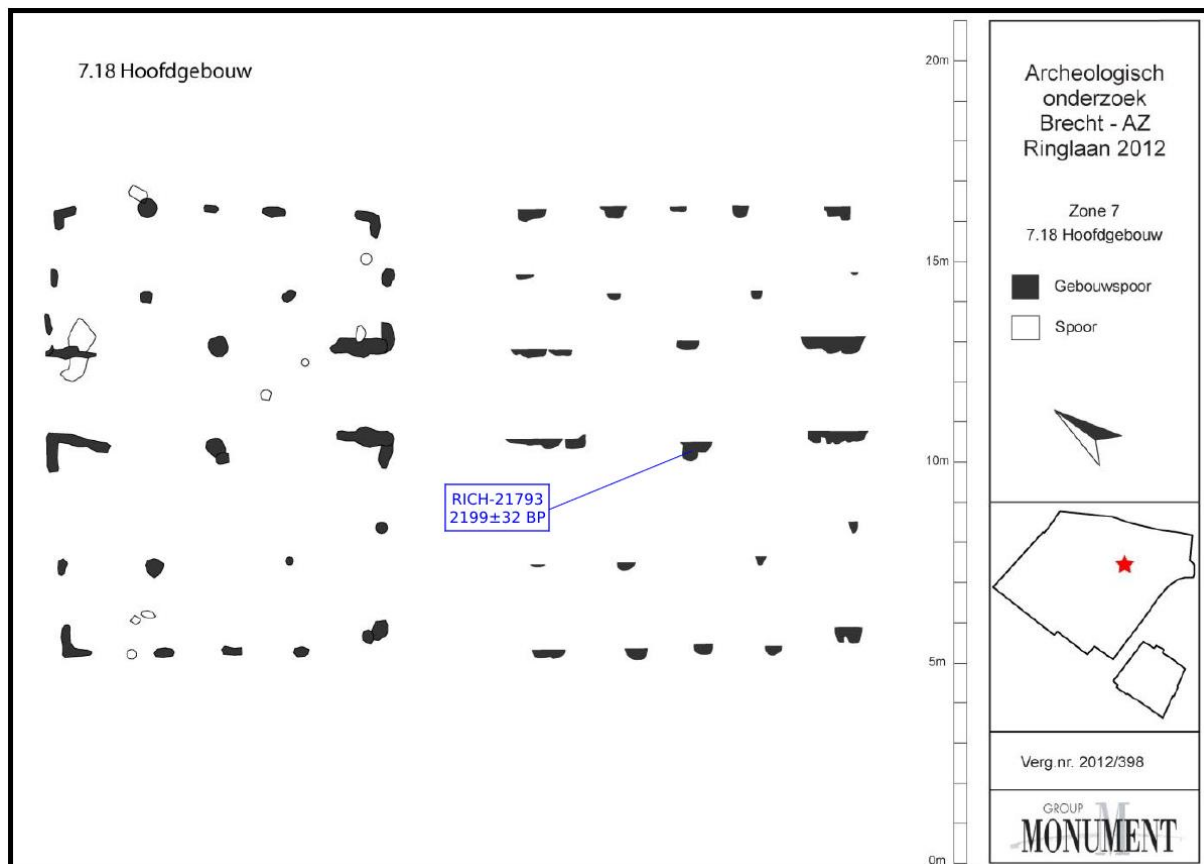 7.18 Hoofdgebouw
RICH-21793
2199±32 BP
20m
15m
10m
5m
0m
Archeologisch
onderzoek
Brecht - AZ
Ringlaan 2012
Zone 7
7.18 Hoofdgebouw
Gebouwspoor
Spoor
Verg.nr. 2012/398
GROUP
M
MONUMENT